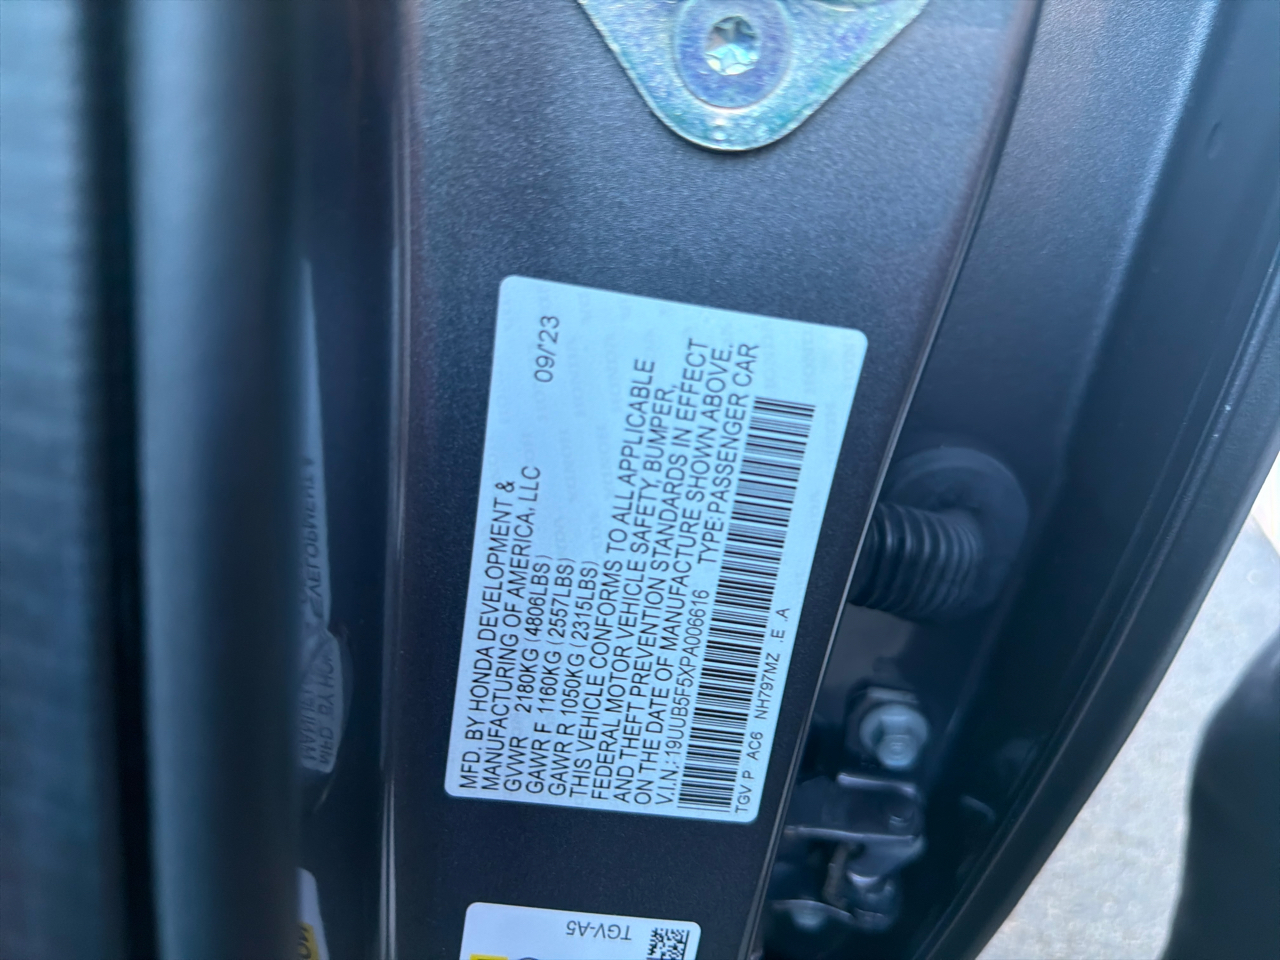 MFD. BY HONDA DEVELOPMENT &
MANUFACTURING OF AMERICA, LLC 09/'23
GVWR 2180KG (4806LBS)
GAWR F 1160KG (2557LBS)
GAWR R 1050KG (2315LBS)
THIS VEHICLE CONFORMS TO ALL APPLICABLE
FEDERAL MOTOR VEHICLE SAFETY, BUMPER,
AND THEFT PREVENTION STANDARDS IN EFFECT
ON THE DATE OF MANUFACTURE SHOWN ABOVE.
V.I.N.: 19UUB5F5XPA006616 TYPE:PASSENGER CAR
TGV P AC6 NH797MZ .E .A
TGV-A5